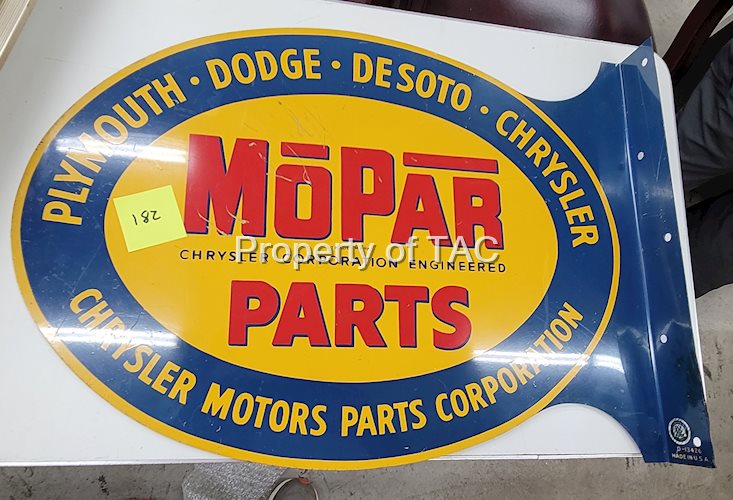 PLYMOUTH · DODGE · DESOTO · CHRYSLER
MOPAR
182
Property of TAC
CHRYSLER CORPORATION ENGINEERED
PARTS
CHRYSLER MOTORS PARTS CORPORATION
D-13426
MADE IN U.S.A.